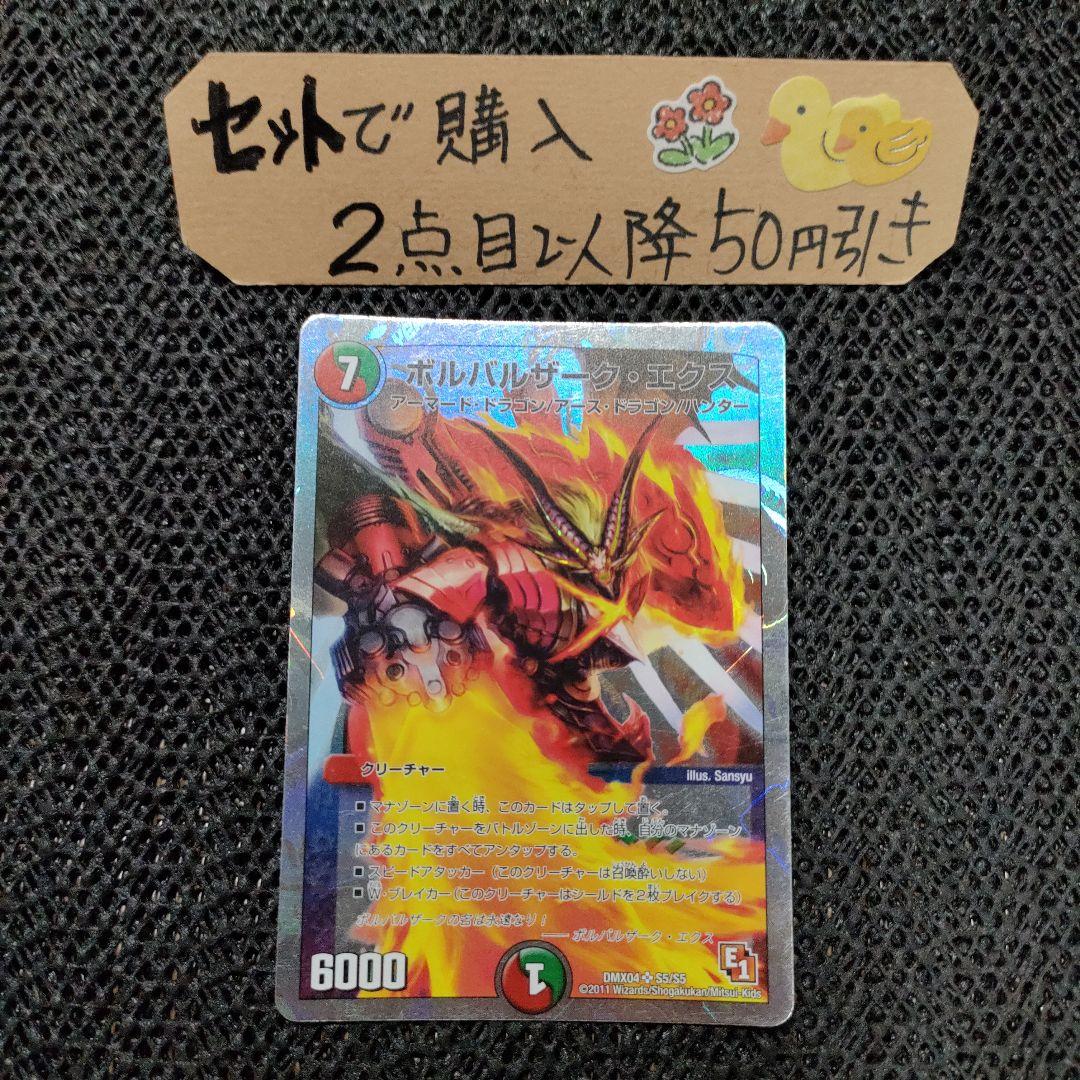 セットで購入
2点目以降50円引き
7
ボルバルザーク・エクス
アーマード・ドラゴン/アース・ドラゴン/ハンター
クリーチャー
illus. Sansyu
■ マナゾーンに置く時、このカードはタップして置く。
■ このクリーチャーをバトルゾーンに出した時、自分のマナゾーン
にあるカードをすべてアンタップする。
■ スピードアタッカー (このクリーチャーは召喚酔いしない)
■ W・ブレイカー (このクリーチャーはシールドを2枚ブレイクする)
ボルバルザークの名は永遠なり!
—— ボルバルザーク・エクス
6000
1
DMX04 S5/S5
©2011 Wizards/Shogakukan/Mitsui-Kids
E1